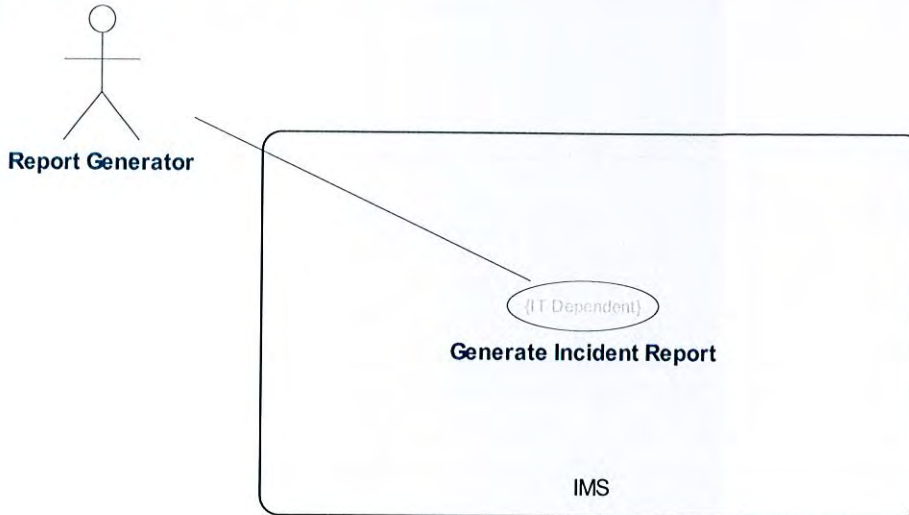 Report Generator
{IT Dependent}
Generate Incident Report
IMS